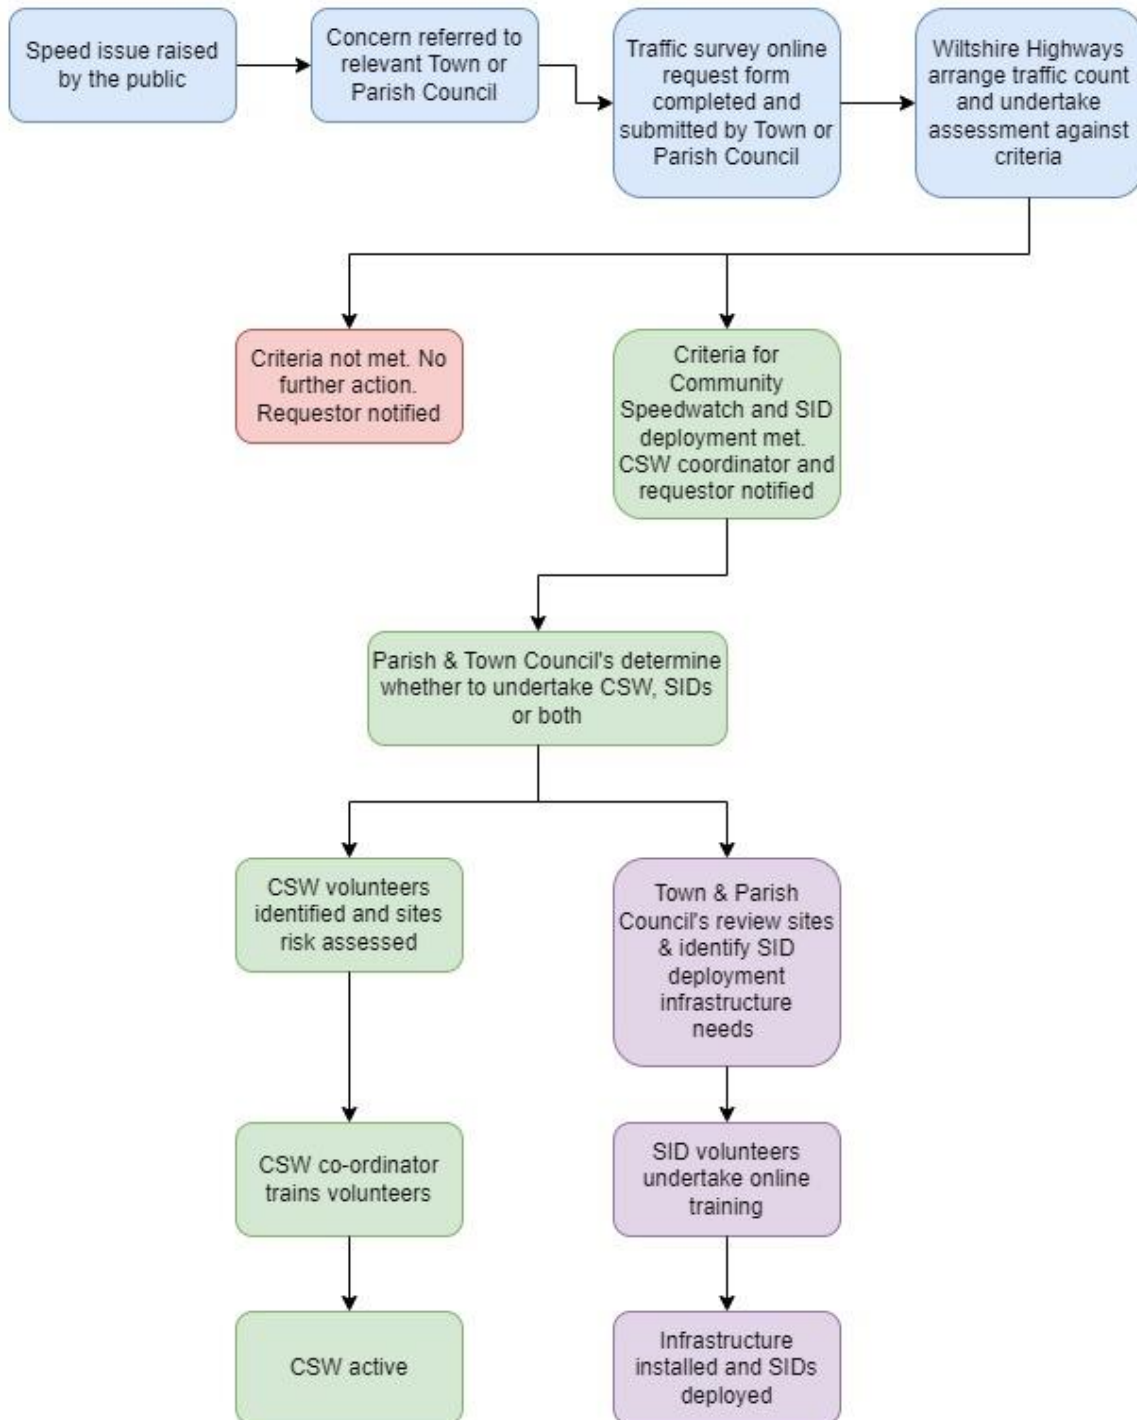 Speed issue raised
by the public
Concern referred to
relevant Town or
Parish Council
Traffic survey online
request form
completed and
submitted by Town or
Parish Council
Wiltshire Highways
arrange traffic count
and undertake
assessment against
criteria
Criteria not met. No
further action.
Requestor notified
Criteria for
Community
Speedwatch and SID
deployment met.
CSW coordinator and
requestor notified
Parish & Town Council's determine
whether to undertake CSW, SIDs
or both
CSW volunteers
identified and sites
risk assessed
Town & Parish
Council's review sites
& identify SID
deployment
infrastructure
needs
CSW co-ordinator
trains volunteers
SID volunteers
undertake online
training
CSW active
Infrastructure
installed and SIDs
deployed